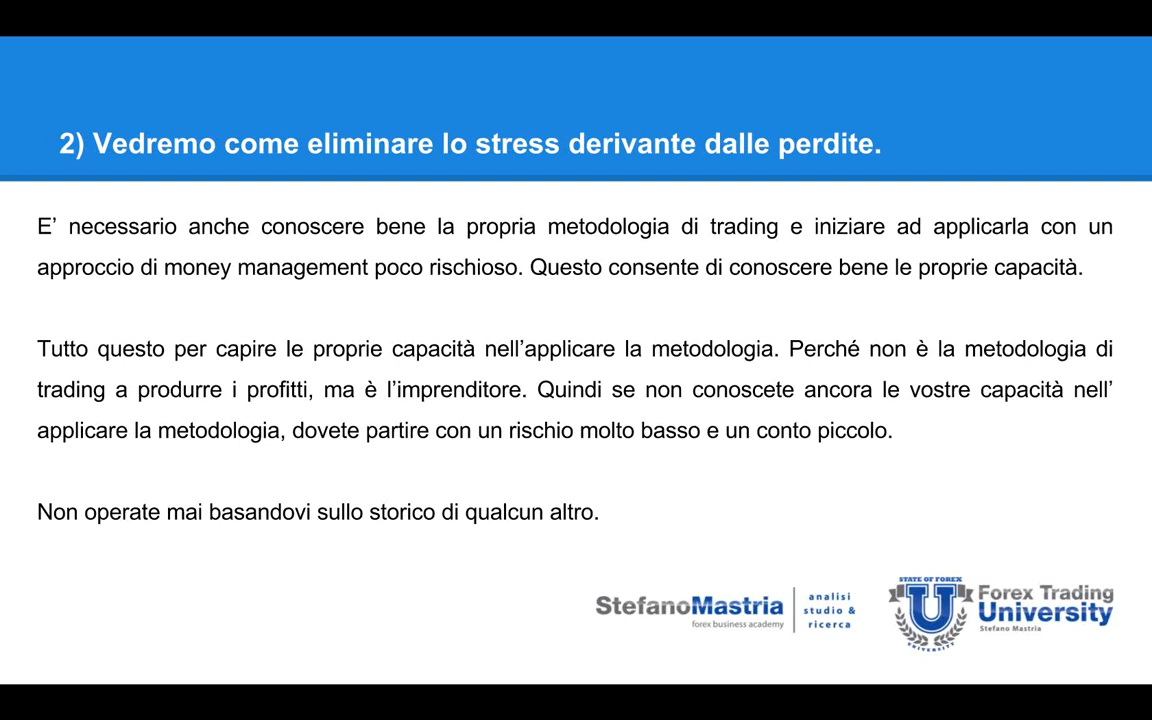 2) Vedremo come eliminare lo stress derivante dalle perdite.
E’ necessario anche conoscere bene la propria metodologia di trading e iniziare ad applicarla con un
approccio di money management poco rischioso. Questo consente di conoscere bene le proprie capacità.
Tutto questo per capire le proprie capacità nell’applicare la metodologia. Perché non è la metodologia di
trading a produrre i profitti, ma è l’imprenditore. Quindi se non conoscete ancora le vostre capacità nell’
applicare la metodologia, dovete partire con un rischio molto basso e un conto piccolo.
Non operate mai basandovi sullo storico di qualcun altro.
StefanoMastria
forex business academy
analisi
studio &
ricerca
STATE OF FOREX
U
UNIVERSITY
Forex Trading
University
Stefano Mastria